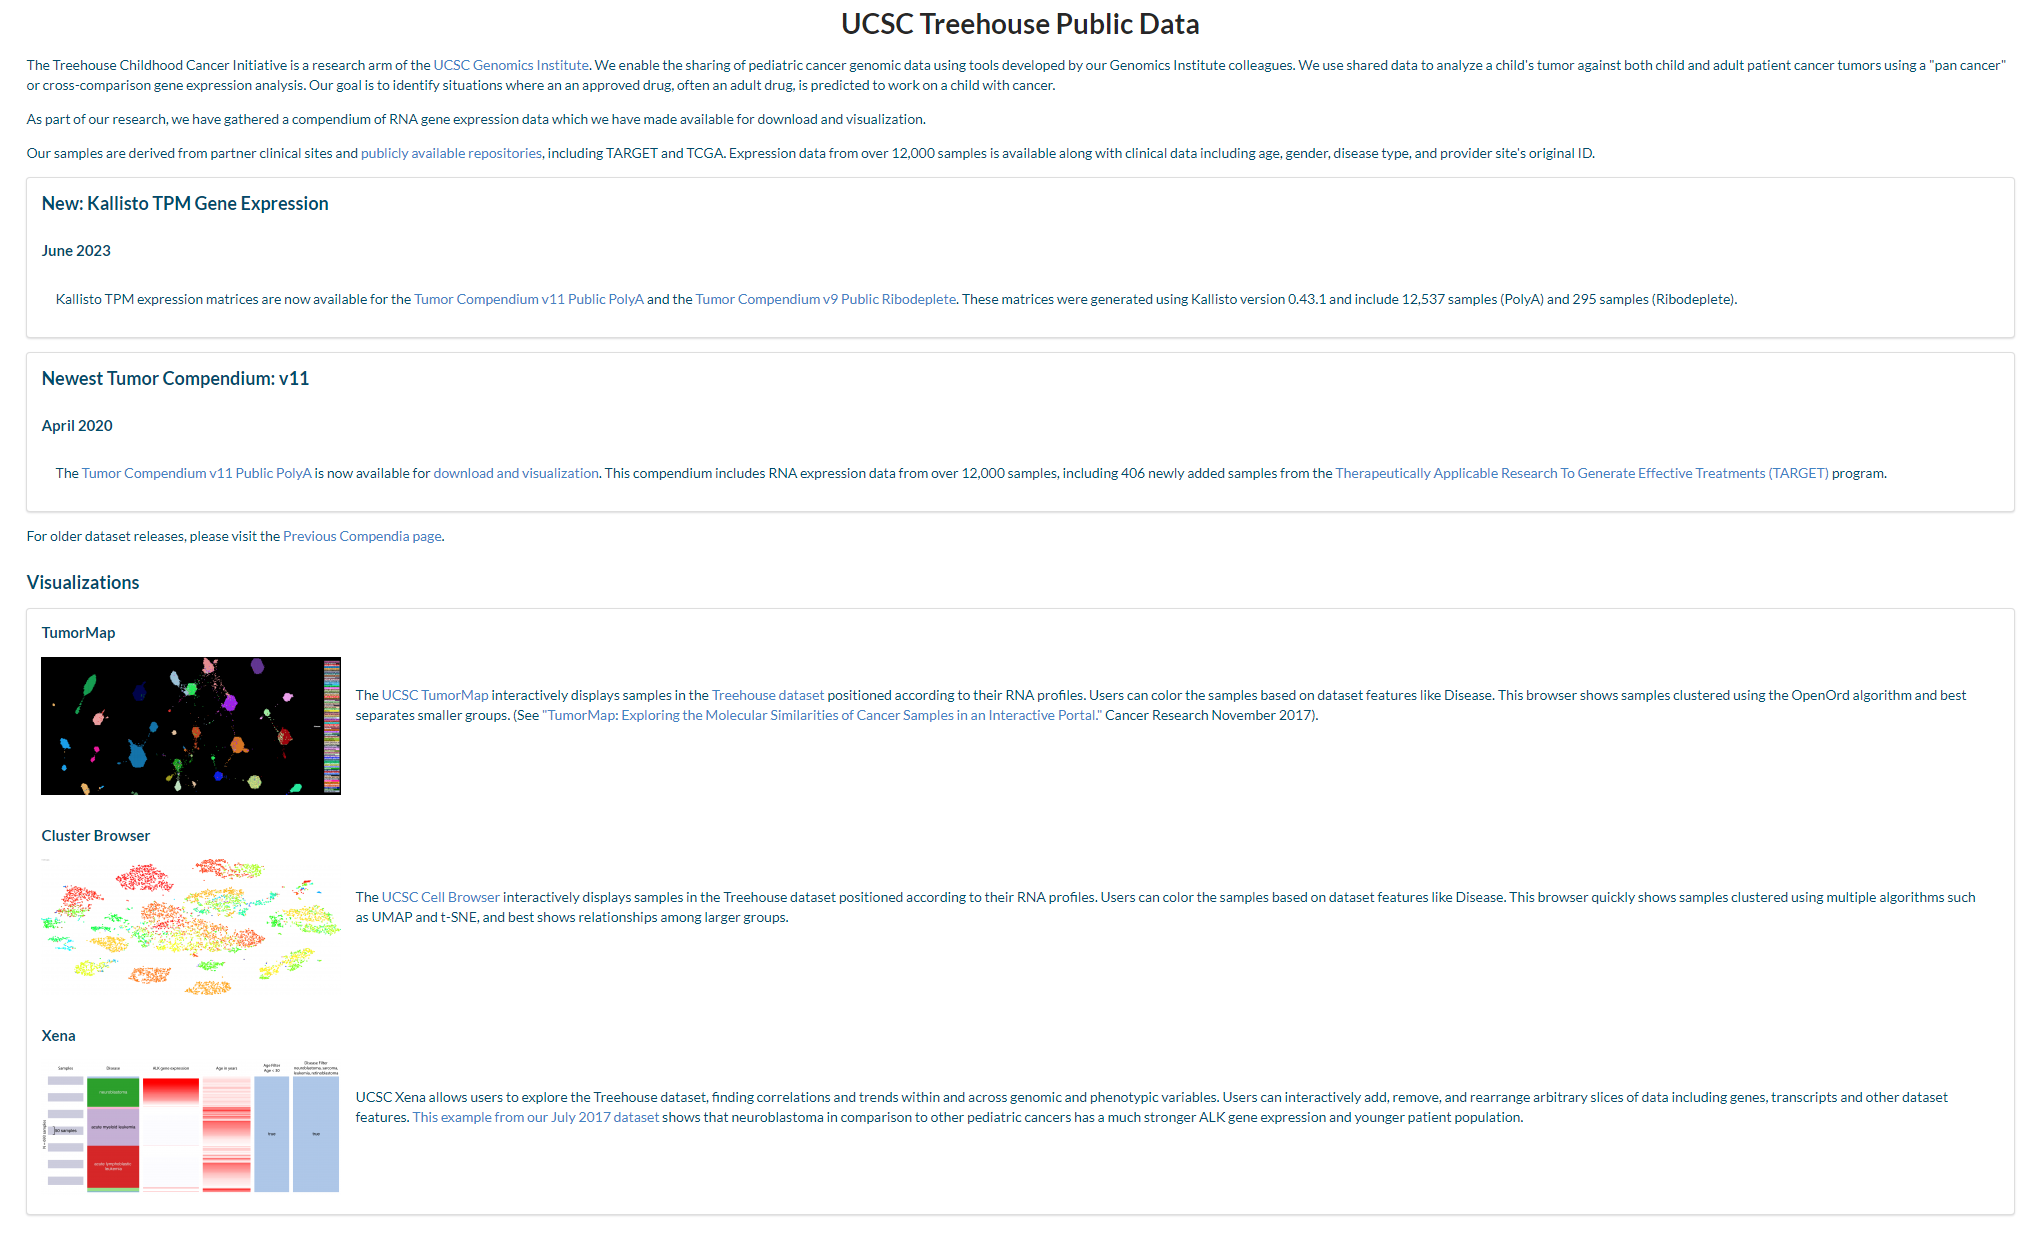 UCSC Treehouse Public Data
The Treehouse Childhood Cancer Initiative is a research arm of the UCSC Genomics Institute. We enable the sharing of pediatric cancer genomic data using tools developed by our Genomics Institute colleagues. We use shared data to analyze a child's tumor against both child and adult patient cancer tumors using a "pan cancer"
or cross-comparison gene expression analysis. Our goal is to identify situations where an an approved drug, often an adult drug, is predicted to work on a child with cancer.
As part of our research, we have gathered a compendium of RNA gene expression data which we have made available for download and visualization.
Our samples are derived from partner clinical sites and publicly available repositories, including TARGET and TCGA. Expression data from over 12,000 samples is available along with clinical data including age, gender, disease type, and provider site's original ID.
New: Kallisto TPM Gene Expression
June 2023
Kallisto TPM expression matrices are now available for the Tumor Compendium v11 Public PolyA and the Tumor Compendium v9 Public Ribodeplete. These matrices were generated using Kallisto version 0.43.1 and include 12,537 samples (PolyA) and 295 samples (Ribodeplete).
Newest Tumor Compendium: v11
April 2020
The Tumor Compendium v11 Public PolyA is now available for download and visualization. This compendium includes RNA expression data from over 12,000 samples, including 406 newly added samples from the Therapeutically Applicable Research To Generate Effective Treatments (TARGET) program.
For older dataset releases, please visit the Previous Compendia page.
Visualizations
TumorMap
The UCSC TumorMap interactively displays samples in the Treehouse dataset positioned according to their RNA profiles. Users can color the samples based on dataset features like Disease. This browser shows samples clustered using the OpenOrd algorithm and best
separates smaller groups. (See "TumorMap: Exploring the Molecular Similarities of Cancer Samples in an Interactive Portal." Cancer Research November 2017).
Cluster Browser
The UCSC Cell Browser interactively displays samples in the Treehouse dataset positioned according to their RNA profiles. Users can color the samples based on dataset features like Disease. This browser quickly shows samples clustered using multiple algorithms such
as UMAP and t-SNE, and best shows relationships among larger groups.
Xena
Samples
Disease
ALK gene expression
Age in years
Age Filter
Age < 30
Disease Filter
neuroblastoma, sarcoma,
leukemia, retinoblastoma
neuroblastoma
acute myeloid leukemia
acute lymphoblastic
leukemia
50 samples
true
true
UCSC Xena allows users to explore the Treehouse dataset, finding correlations and trends within and across genomic and phenotypic variables. Users can interactively add, remove, and rearrange arbitrary slices of data including genes, transcripts and other dataset
features. This example from our July 2017 dataset shows that neuroblastoma in comparison to other pediatric cancers has a much stronger ALK gene expression and younger patient population.